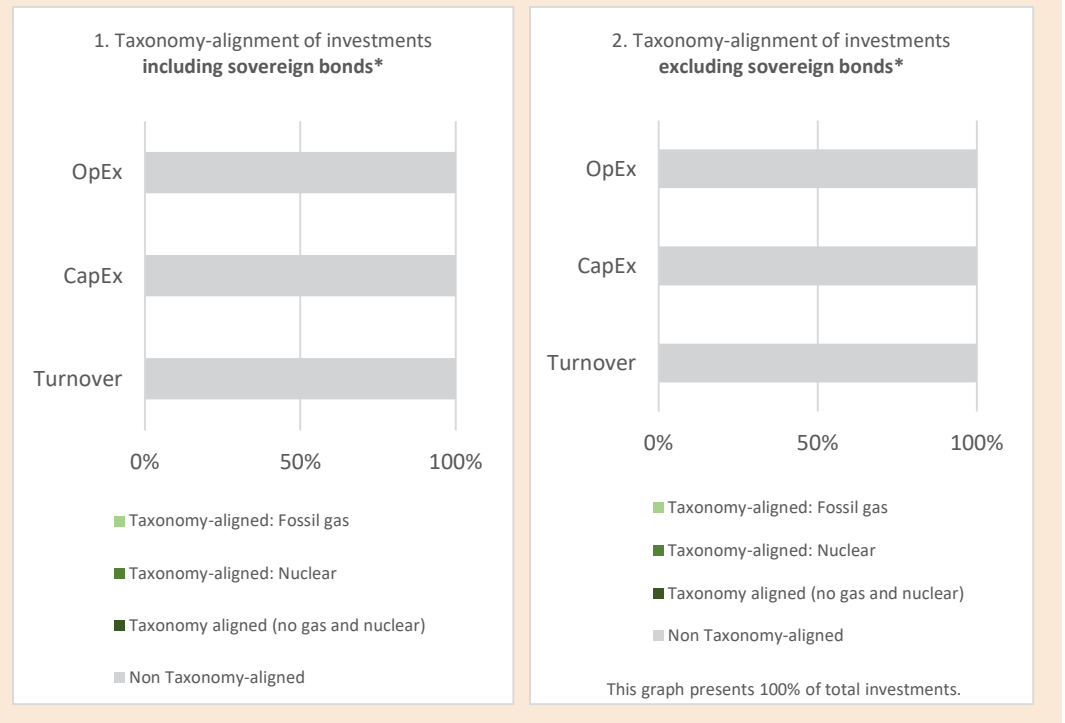 1. Taxonomy-alignment of investments
including sovereign bonds*
OpEx
CapEx
Turnover
0% 50% 100%
Taxonomy-aligned: Fossil gas
Taxonomy-aligned: Nuclear
Taxonomy aligned (no gas and nuclear)
Non Taxonomy-aligned
2. Taxonomy-alignment of investments
excluding sovereign bonds*
OpEx
CapEx
Turnover
0% 50% 100%
Taxonomy-aligned: Fossil gas
Taxonomy-aligned: Nuclear
Taxonomy aligned (no gas and nuclear)
Non Taxonomy-aligned
This graph presents 100% of total investments.